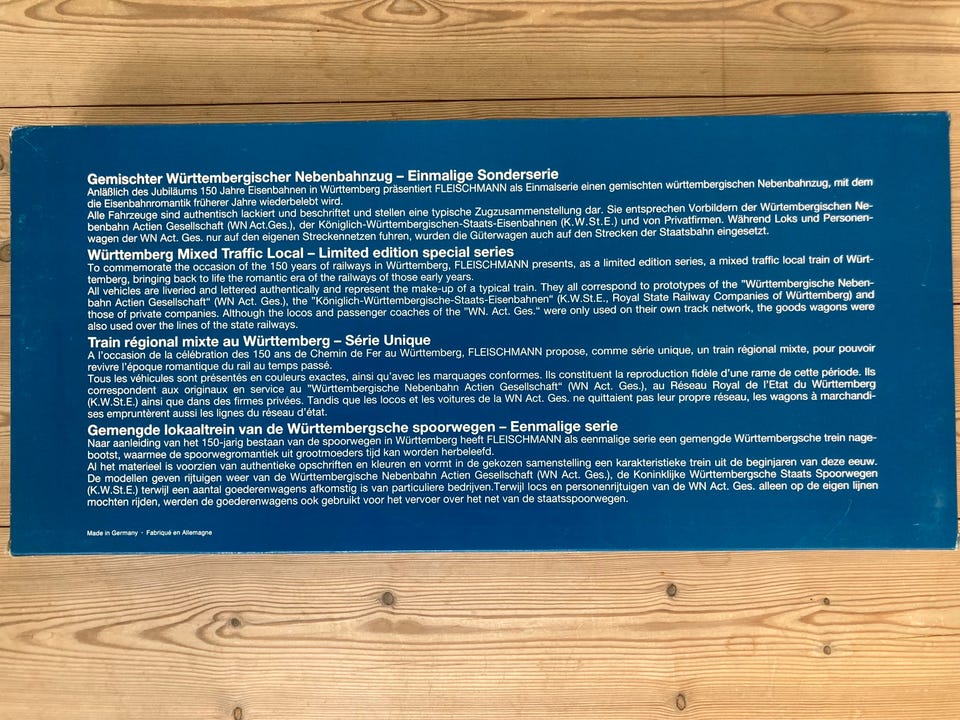 Gemischter Württembergischer Nebenbahnzug – Einmalige Sonderserie
Anläßlich des Jubiläums 150 Jahre Eisenbahnen in Württemberg präsentiert FLEISCHMANN als Einmalserie einen gemischten württembergischen Nebenbahnzug, mit dem
die Eisenbahnromantik früherer Jahre wiederbelebt wird.
Alle Fahrzeuge sind authentisch lackiert und beschriftet und stellen eine typische Zugzusammenstellung dar. Sie entsprechen Vorbildern der Würtembergischen Ne-
benbahn Actien Gesellschaft (WN Act.Ges.), der Königlich-Württembergischen-Staats-Eisenbahnen (K.W.St.E.) und von Privatfirmen. Während Loks und Personen-
wagen der WN Act. Ges. nur auf den eigenen Streckennetzen fuhren, wurden die Güterwagen auch auf den Strecken der Staatsbahn eingesetzt.
Württemberg Mixed Traffic Local – Limited edition special series
To commemorate the occasion of the 150 years of railways in Württemberg, FLEISCHMANN presents, as a limited edition series, a mixed traffic local train of Würt-
temberg, bringing back to life the romantic era of the railways of those early years.
All vehicles are liveried and lettered authentically and represent the make-up of a typical train. They all correspond to prototypes of the "Württembergische Neben-
bahn Actien Gesellschaft“ (WN Act. Ges.), the "Königlich-Württembergische-Staats-Eisenbahnen“ (K.W.St.E., Royal State Railway Companies of Württemberg) and
those of private companies. Although the locos and passenger coaches of the "WN. Act. Ges." were only used on their own track network, the goods wagons were
also used over the lines of the state railways.
Train régional mixte au Württemberg – Série Unique
A l'occasion de la célébration des 150 ans de Chemin de Fer au Württemberg, FLEISCHMANN propose, comme série unique, un train régional mixte, pour pouvoir
revivre l'époque romantique du rail au temps passé.
Tous les véhicules sont présentés en couleurs exactes, ainsi qu'avec les marquages conformes. Ils constituent la reproduction fidèle d'une rame de cette période. Ils
correspondent aux originaux en service au "Württembergische Nebenbahn Actien Gesellschaft“ (WN Act. Ges.), au Réseau Royal de l'Etat du Württemberg
(K.W.St.E.) ainsi que dans des firmes privées. Tandis que les locos et les voitures de la WN Act. Ges. ne quittaient pas leur propre réseau, les wagons à marchandi-
ses empruntèrent aussi les lignes du réseau d'état.
Gemengde lokaaltrein van de Württembergsche spoorwegen – Eenmalige serie
Naar aanleiding van het 150-jarig bestaan van de spoorwegen in Württemberg heeft FLEISCHMANN als eenmalige serie een gemengde Württembergsche trein nage-
bootst, waarmee de spoorwegromantiek uit grootmoeders tijd kan worden herbeleefd.
Al het materieel is voorzien van authentieke opschriften en kleuren en vormt in de gekozen samenstelling een karakteristieke trein uit de beginjaren van deze eeuw.
De modellen geven rijtuigen weer van de Württembergische Nebenbahn Actien Gesellschaft (WN Act. Ges.), de Koninklijke Württembergsche Staats Spoorwegen
(K.W.St.E.) terwijl een aantal goederenwagens afkomstig is van particuliere bedrijven.Terwijl locs en personenrijtuigen van de WN Act. Ges. alleen op de eigen lijnen
mochten rijden, werden de goederenwagens ook gebruikt voor het vervoer over het net van de staatsspoorwegen.
Made in Germany · Fabriqué en Allemagne